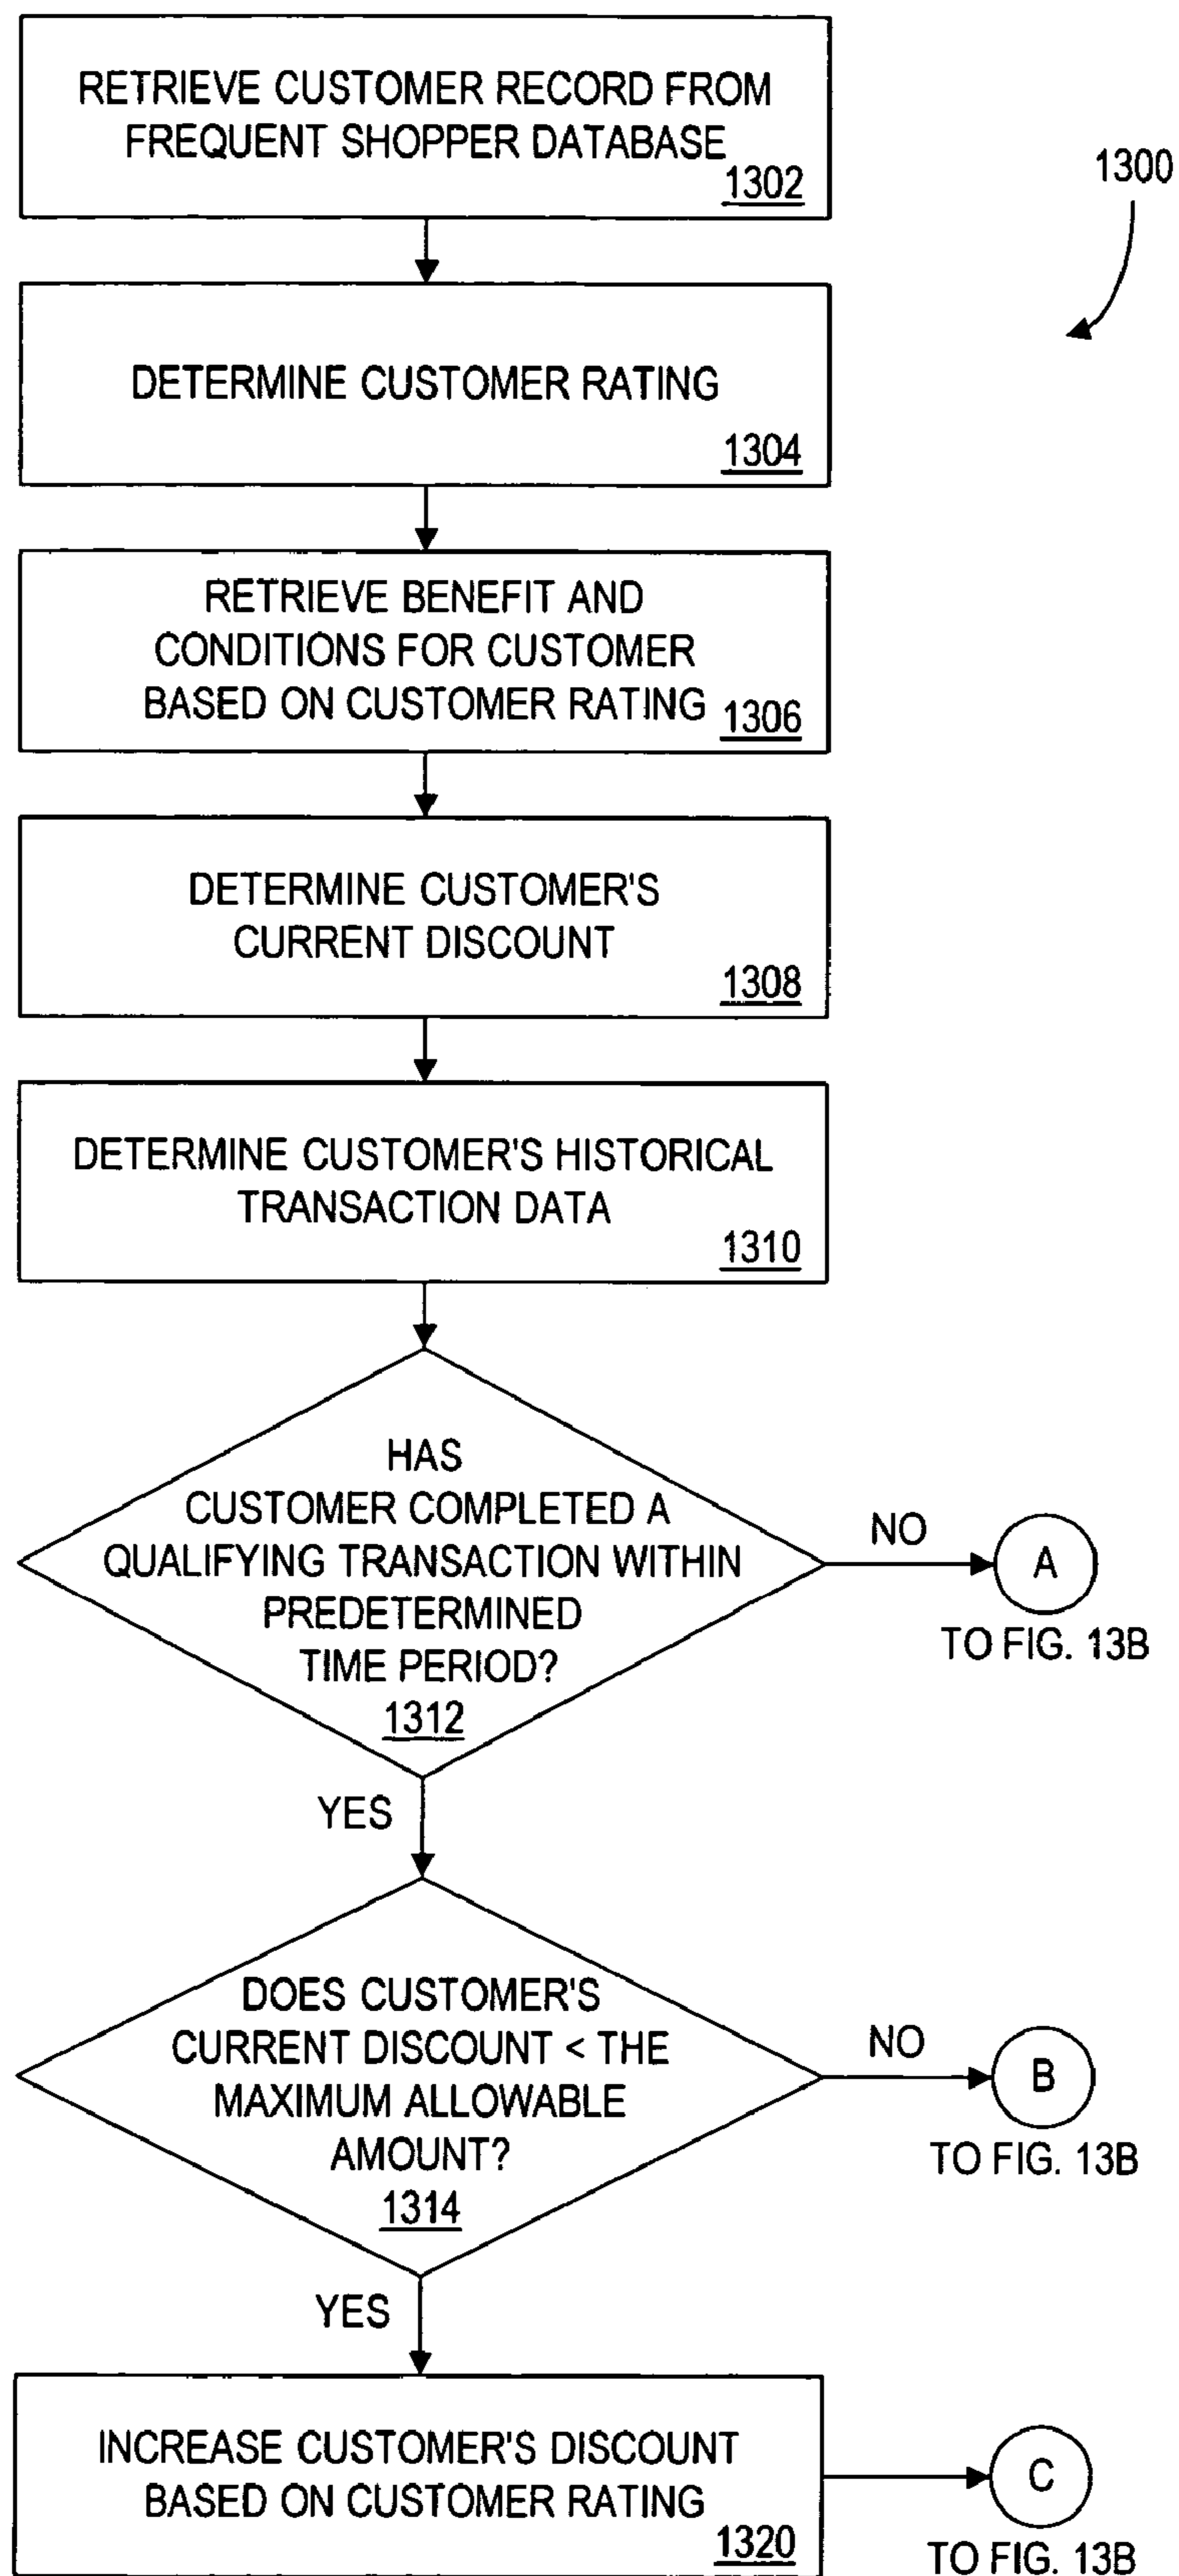 RETRIEVE CUSTOMER RECORD FROM
FREQUENT SHOPPER DATABASE
1302
1300
DETERMINE CUSTOMER RATING
1304
RETRIEVE BENEFIT AND
CONDITIONS FOR CUSTOMER
BASED ON CUSTOMER RATING
1306
DETERMINE CUSTOMER'S
CURRENT DISCOUNT
1308
DETERMINE CUSTOMER'S HISTORICAL
TRANSACTION DATA
1310
HAS
CUSTOMER COMPLETED A
QUALIFYING TRANSACTION WITHIN
PREDETERMINED
TIME PERIOD?
1312
NO
A
TO FIG. 13B
YES
DOES CUSTOMER'S
CURRENT DISCOUNT < THE
MAXIMUM ALLOWABLE
AMOUNT?
1314
NO
B
TO FIG. 13B
YES
INCREASE CUSTOMER'S DISCOUNT
BASED ON CUSTOMER RATING
1320
C
TO FIG. 13B